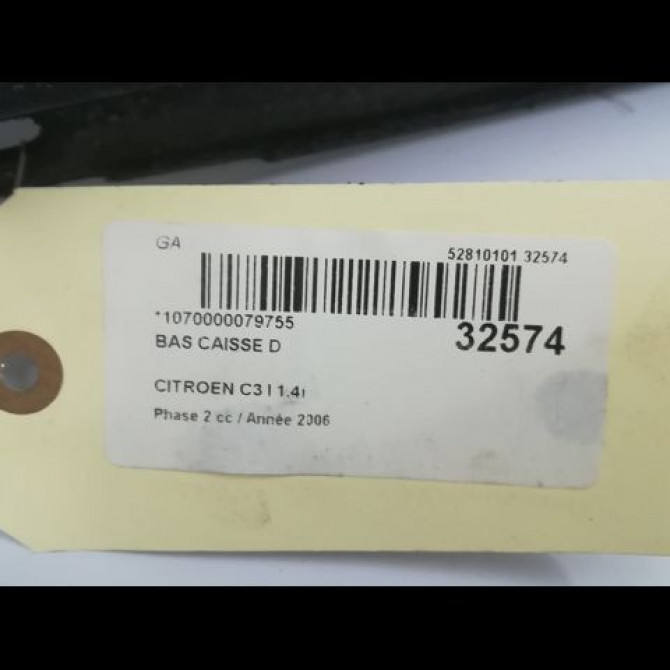 GA
52810101 32574
*1070000079755
32574
BAS CAISSE D
CITROEN C3 I 1.4i
Phase 2 cc / Année 2006